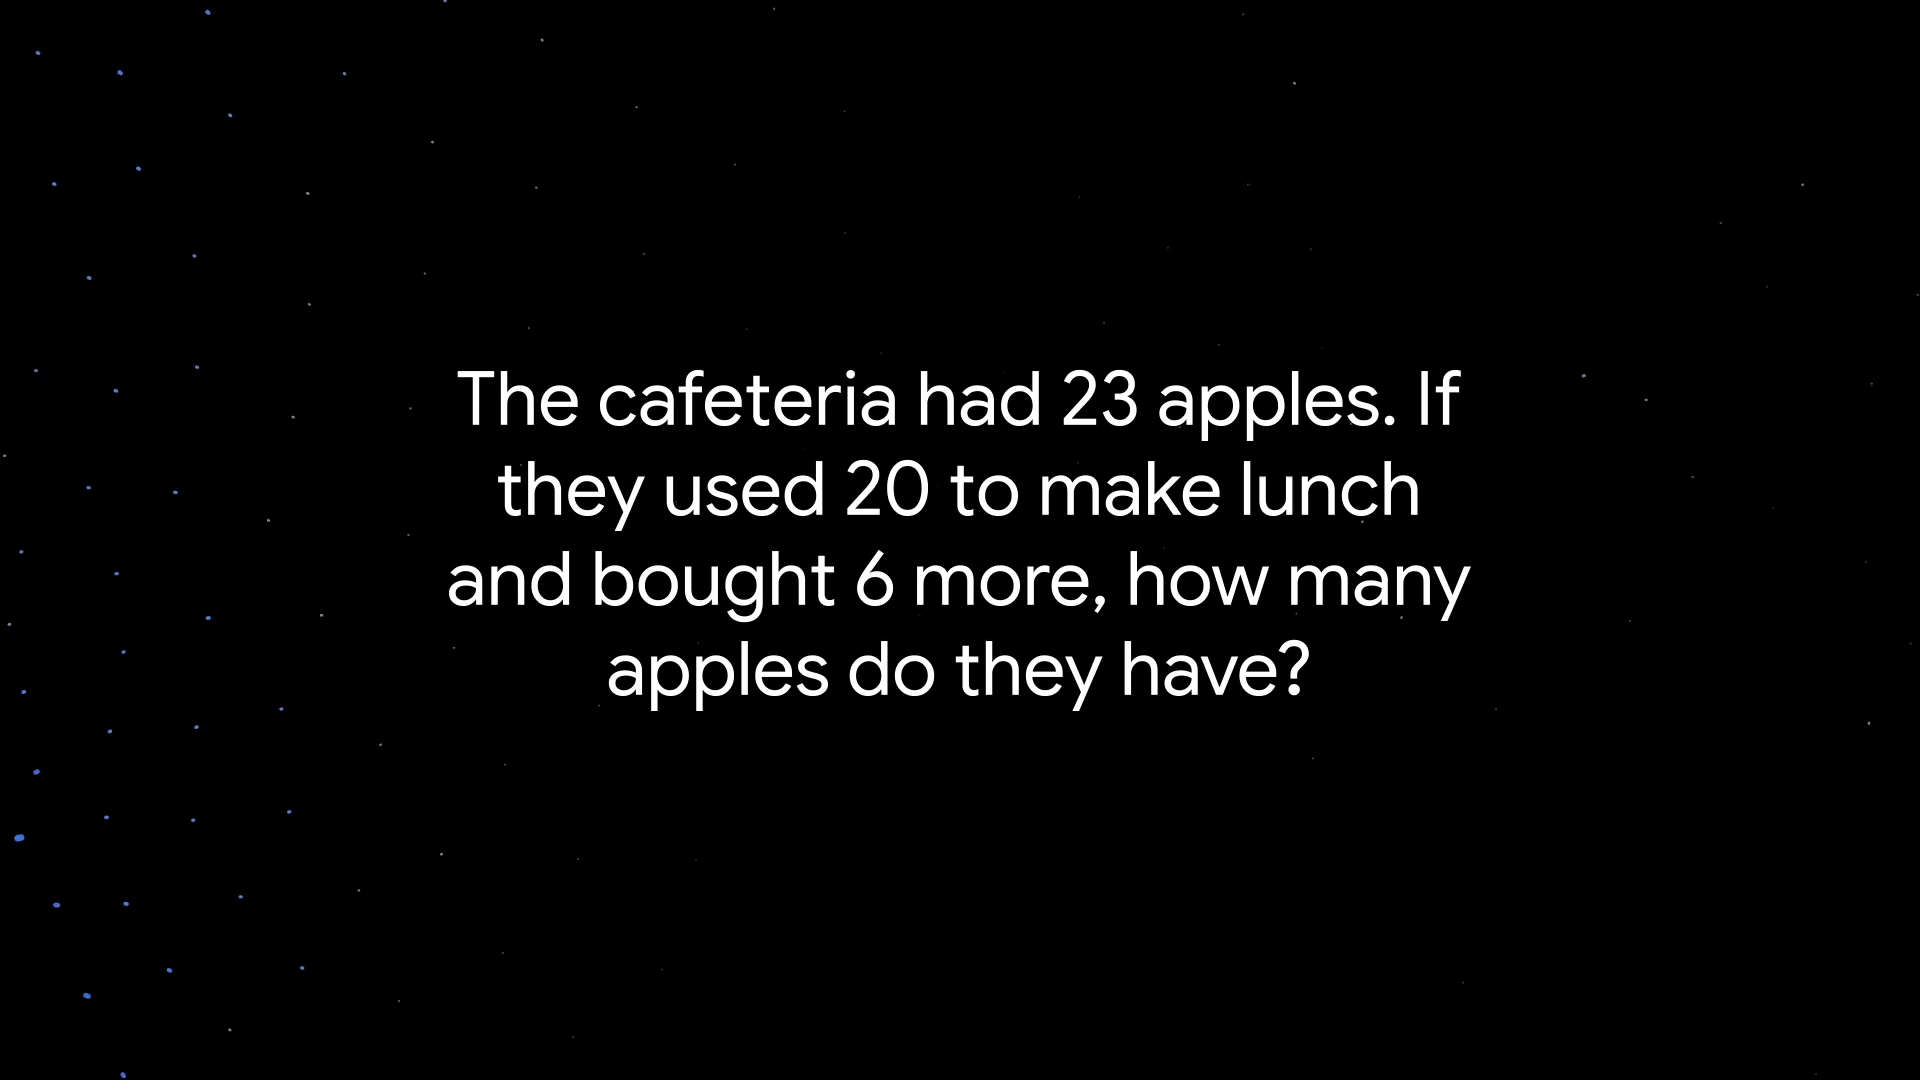 The cafeteria had 23 apples. If
they used 20 to make lunch
and bought 6 more, how many
apples do they have?